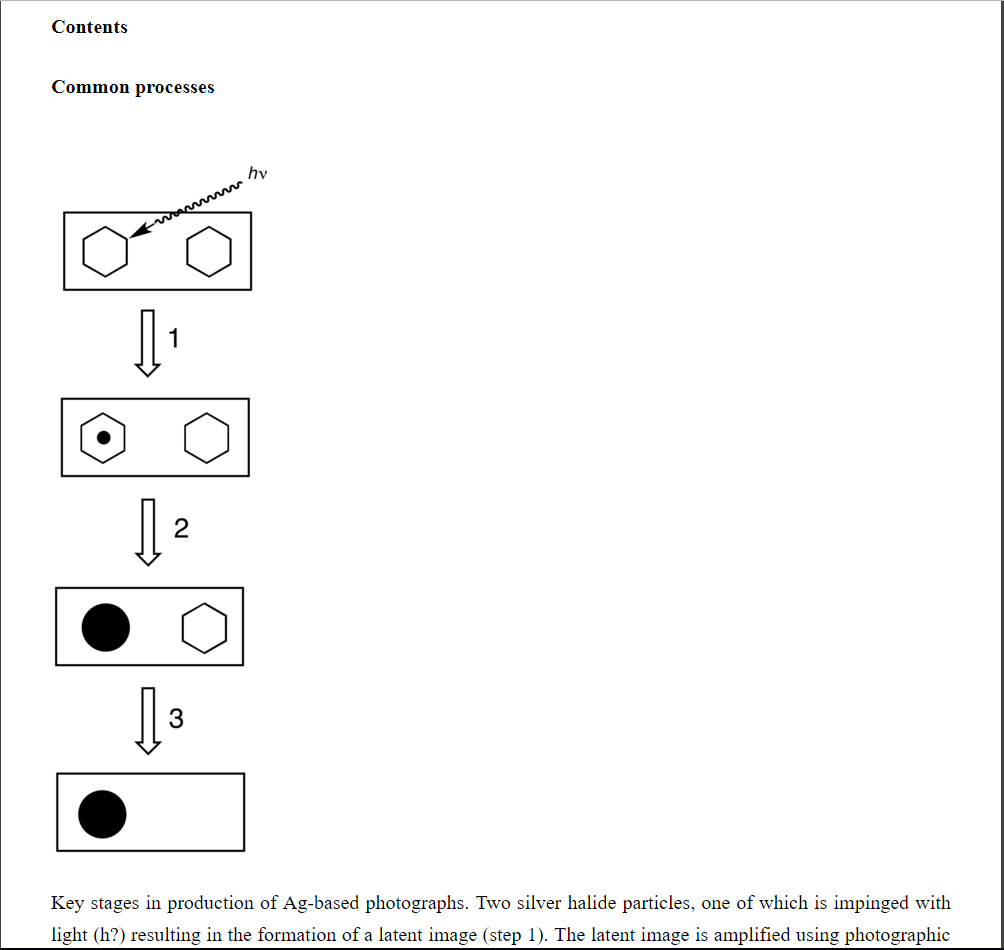 Contents
Common processes
hν
1
2
3
Key stages in production of Ag-based photographs. Two silver halide particles, one of which is impinged with
light (h?) resulting in the formation of a latent image (step 1). The latent image is amplified using photographic